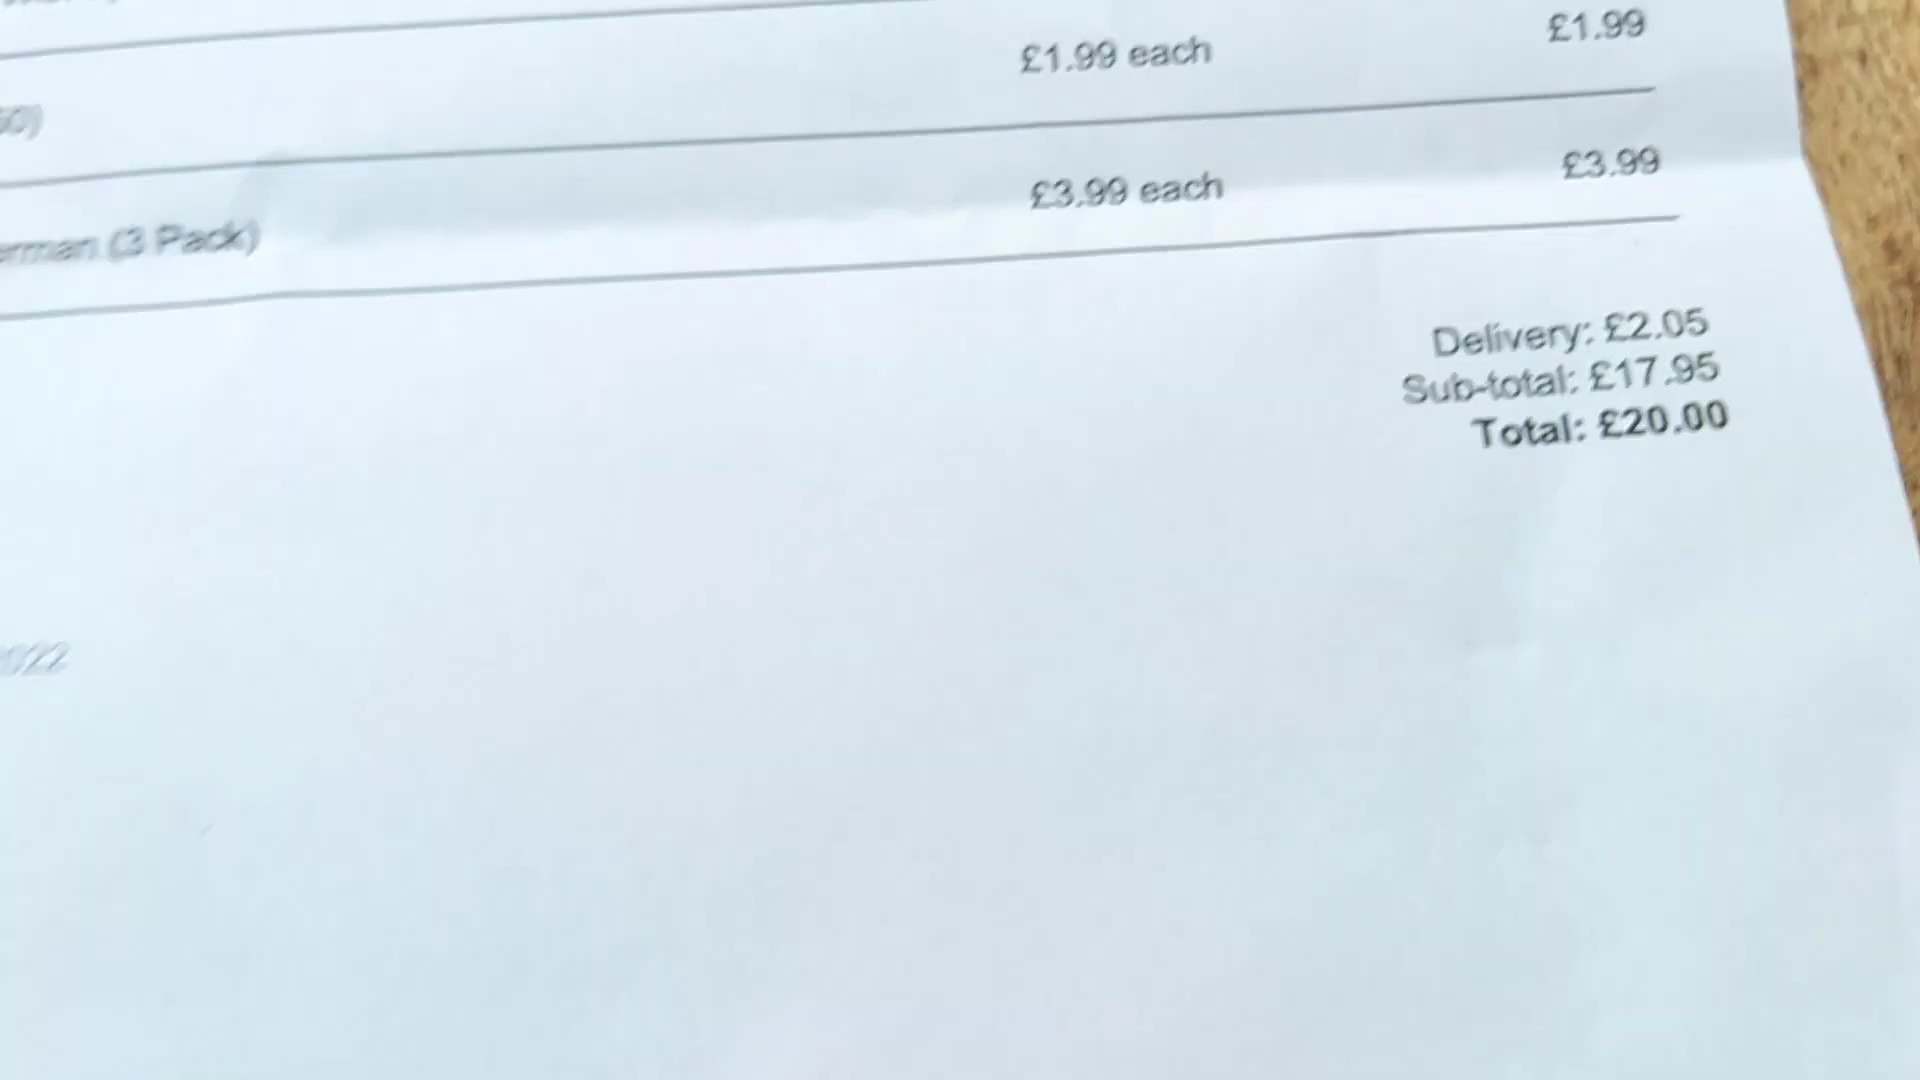 £1.99 each £1.99
£3.99 each £3.99
(3 Pack)
Delivery: £2.05
Sub-total: £17.95
Total: £20.00